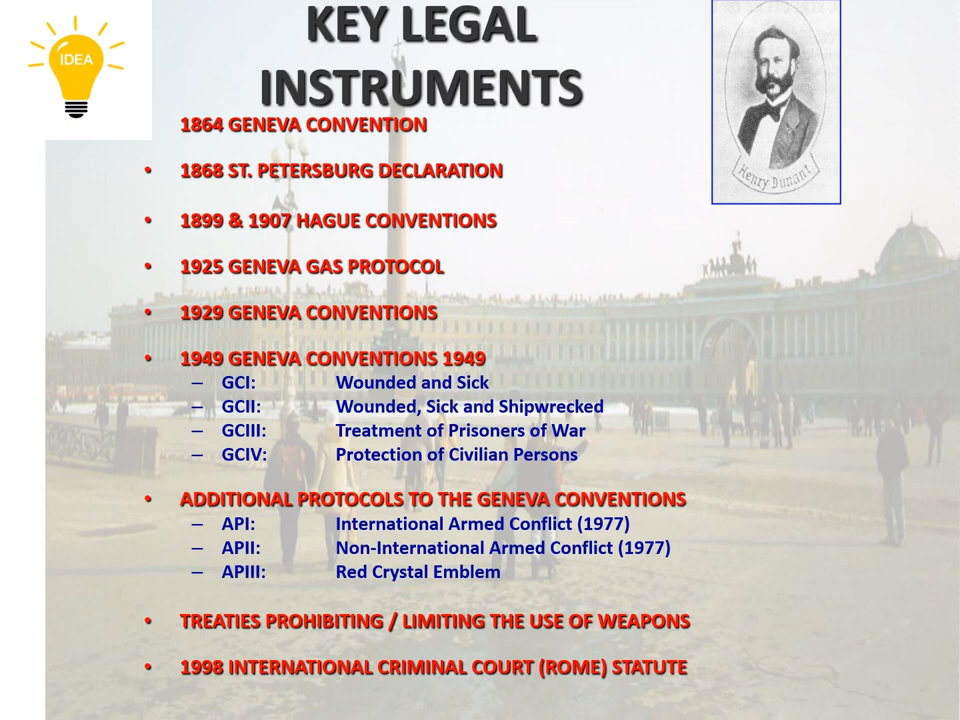 IDEA
KEY LEGAL
INSTRUMENTS
Henry Dunant
1864 GENEVA CONVENTION
• 1868 ST. PETERSBURG DECLARATION
• 1899 & 1907 HAGUE CONVENTIONS
• 1925 GENEVA GAS PROTOCOL
• 1929 GENEVA CONVENTIONS
• 1949 GENEVA CONVENTIONS 1949
– GCI: Wounded and Sick
– GCII: Wounded, Sick and Shipwrecked
– GCIII: Treatment of Prisoners of War
– GCIV: Protection of Civilian Persons
• ADDITIONAL PROTOCOLS TO THE GENEVA CONVENTIONS
– API: International Armed Conflict (1977)
– APII: Non-International Armed Conflict (1977)
– APIII: Red Crystal Emblem
• TREATIES PROHIBITING / LIMITING THE USE OF WEAPONS
• 1998 INTERNATIONAL CRIMINAL COURT (ROME) STATUTE